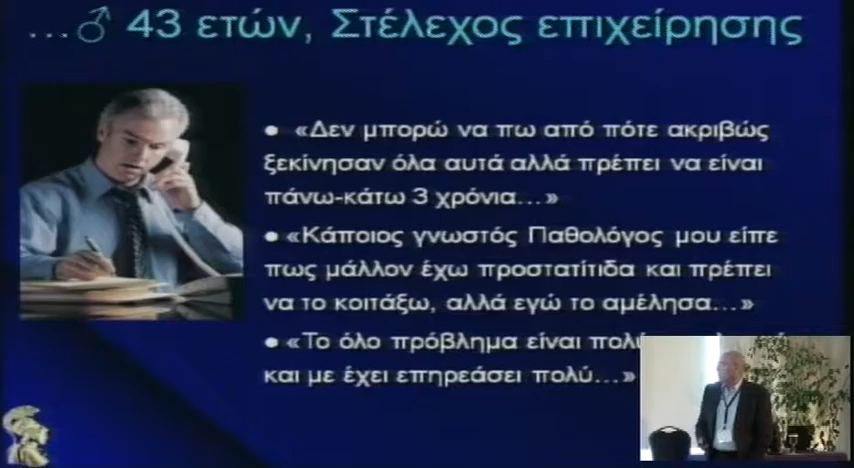 ...♂ 43 ετών, Στέλεχος επιχείρησης
● «Δεν μπορώ να πω από πότε ακριβώς
ξεκίνησαν όλα αυτά αλλά πρέπει να είναι
πάνω-κάτω 3 χρόνια...»
● «Κάποιος γνωστός Παθολόγος μου είπε
πως μάλλον έχω προστατίτιδα και πρέπει
να το κοιτάξω, αλλά εγώ το αμέλησα...»
● «Το όλο πρόβλημα είναι
και με έχει επηρεάσει πολύ...»